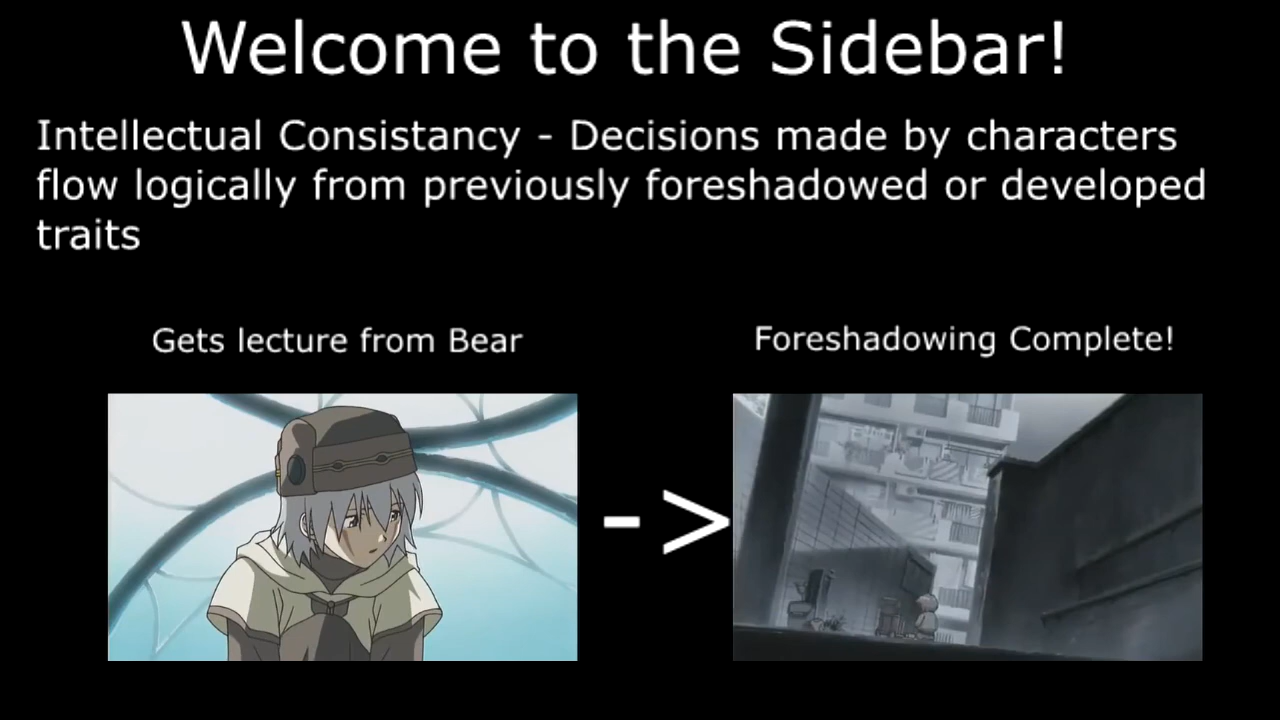 Welcome to the Sidebar!
Intellectual Consistancy - Decisions made by characters
flow logically from previously foreshadowed or developed
traits
Gets lecture from Bear
Foreshadowing Complete!
->